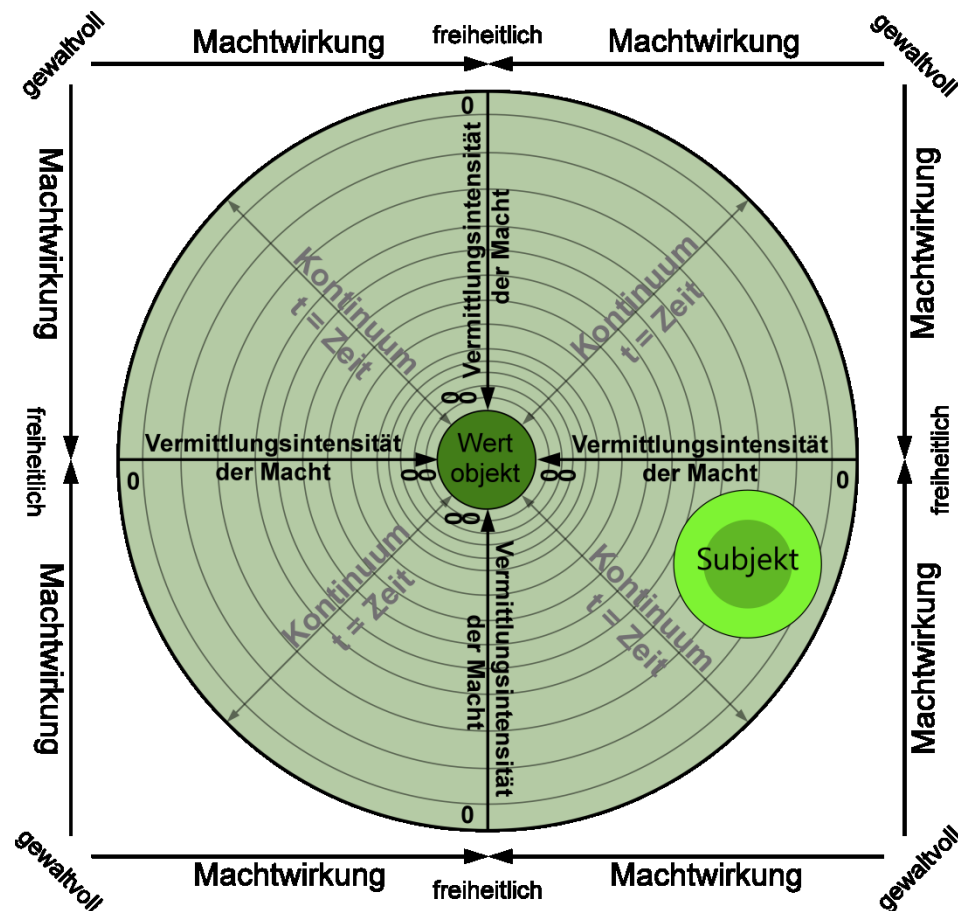 gewaltvoll
Machtwirkung
freiheitlich
Machtwirkung
gewaltvoll
Machtwirkung
Machtwirkung
0
Vermittlungsintensität
der Macht
Kontinuum
t = Zeit
Kontinuum
t = Zeit
∞
freiheitlich
freiheitlich
Vermittlungsintensität
der Macht
0
∞
Wert
objekt
∞
Vermittlungsintensität
der Macht
0
∞
Kontinuum
t = Zeit
Kontinuum
t = Zeit
Subjekt
Vermittlungsintensität
der Macht
0
Machtwirkung
Machtwirkung
gewaltvoll
Machtwirkung
freiheitlich
Machtwirkung
gewaltvoll